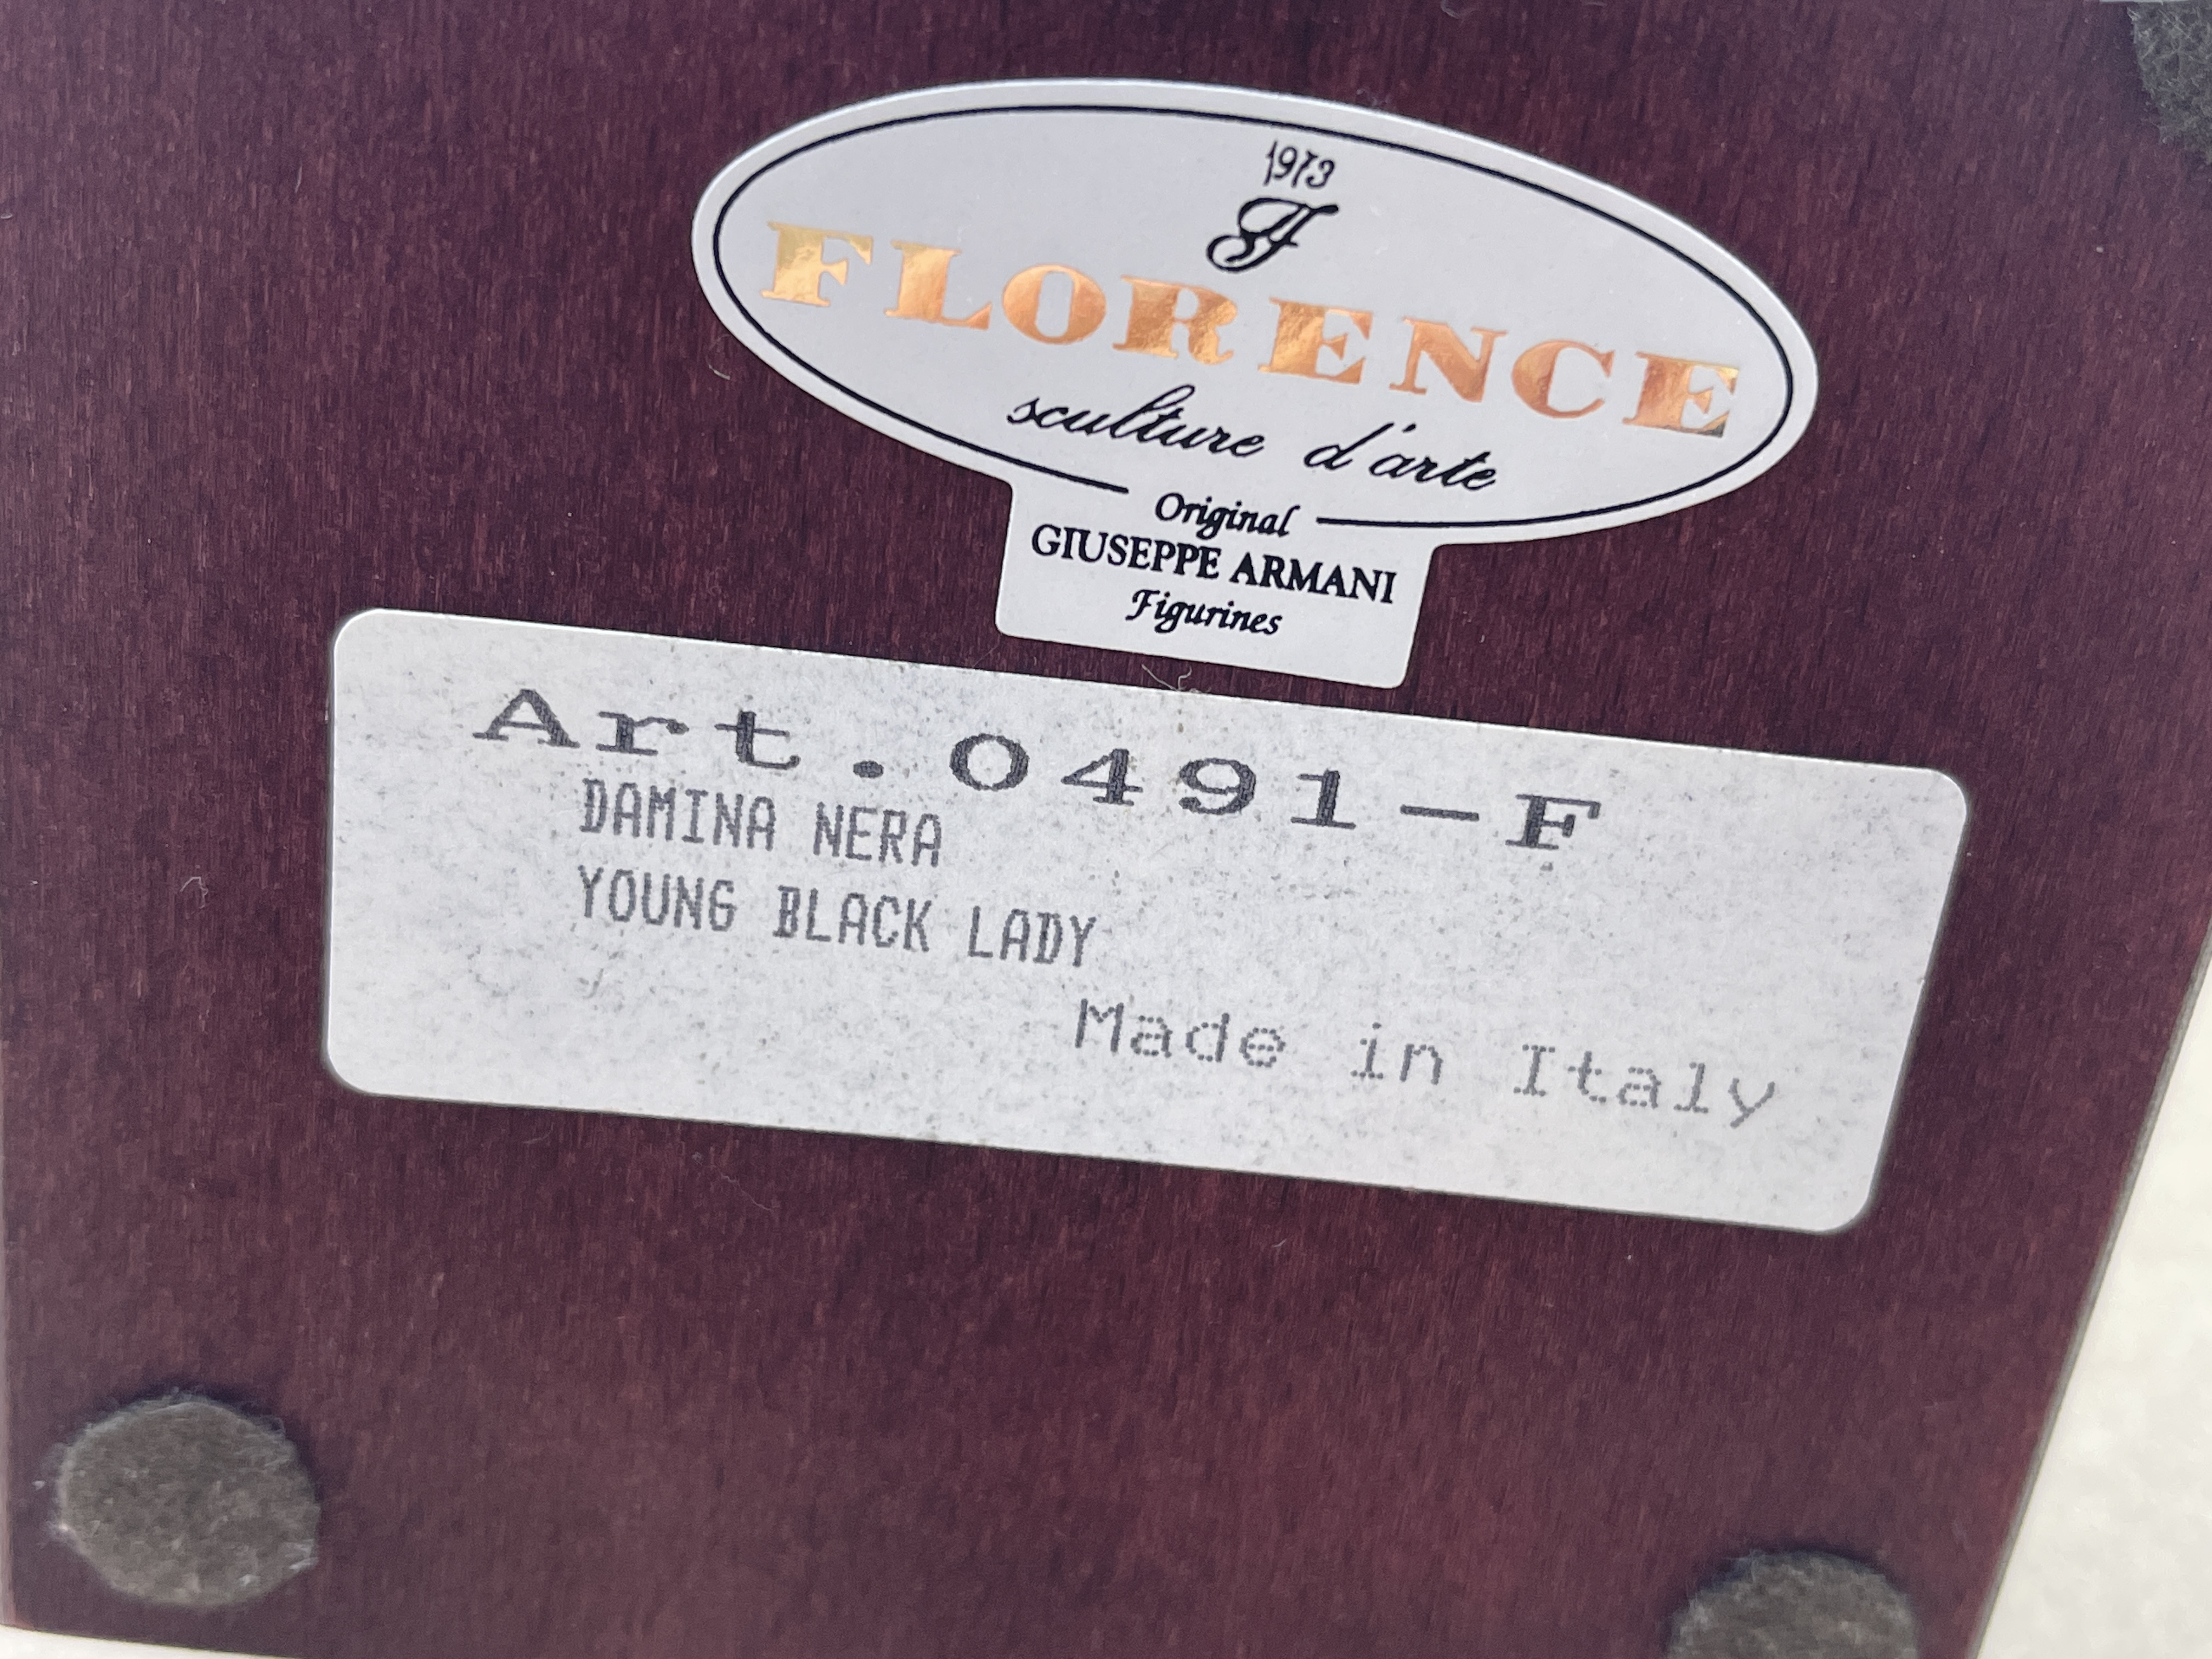 1973
FLORENCE
sculture d'arte
Original
GIUSEPPE ARMANI
Figurines
Art.0491-F
DAMINA NERA
YOUNG BLACK LADY
Made in Italy